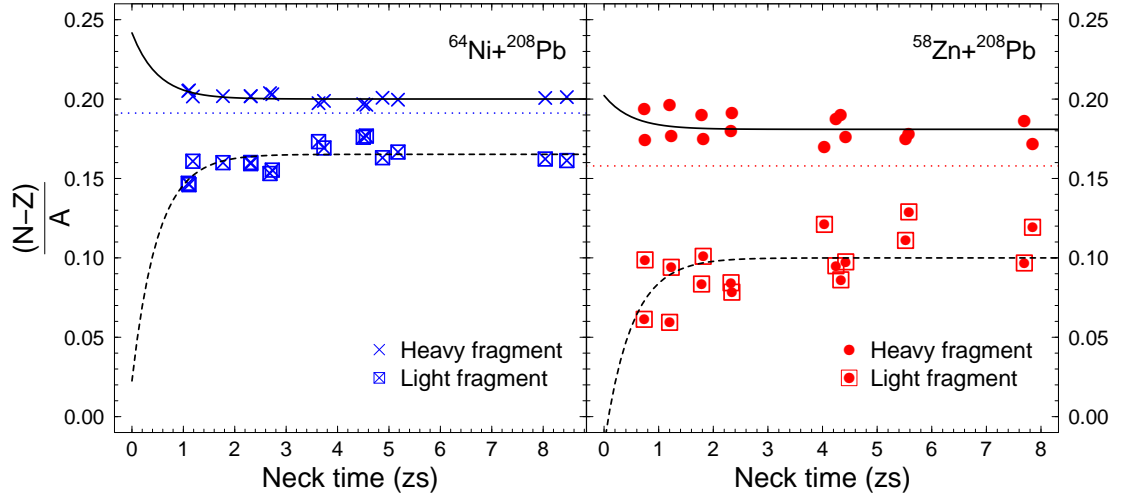 0.25
0.20
0.15
0.10
0.05
0.00
(N−Z)
A
⁶⁴Ni+²⁰⁸Pb
Heavy fragment
Light fragment
0 1 2 3 4 5 6 7 8
Neck time (zs)
⁵⁸Zn+²⁰⁸Pb
Heavy fragment
Light fragment
0 1 2 3 4 5 6 7 8
Neck time (zs)
0.25
0.20
0.15
0.10
0.05
0.00